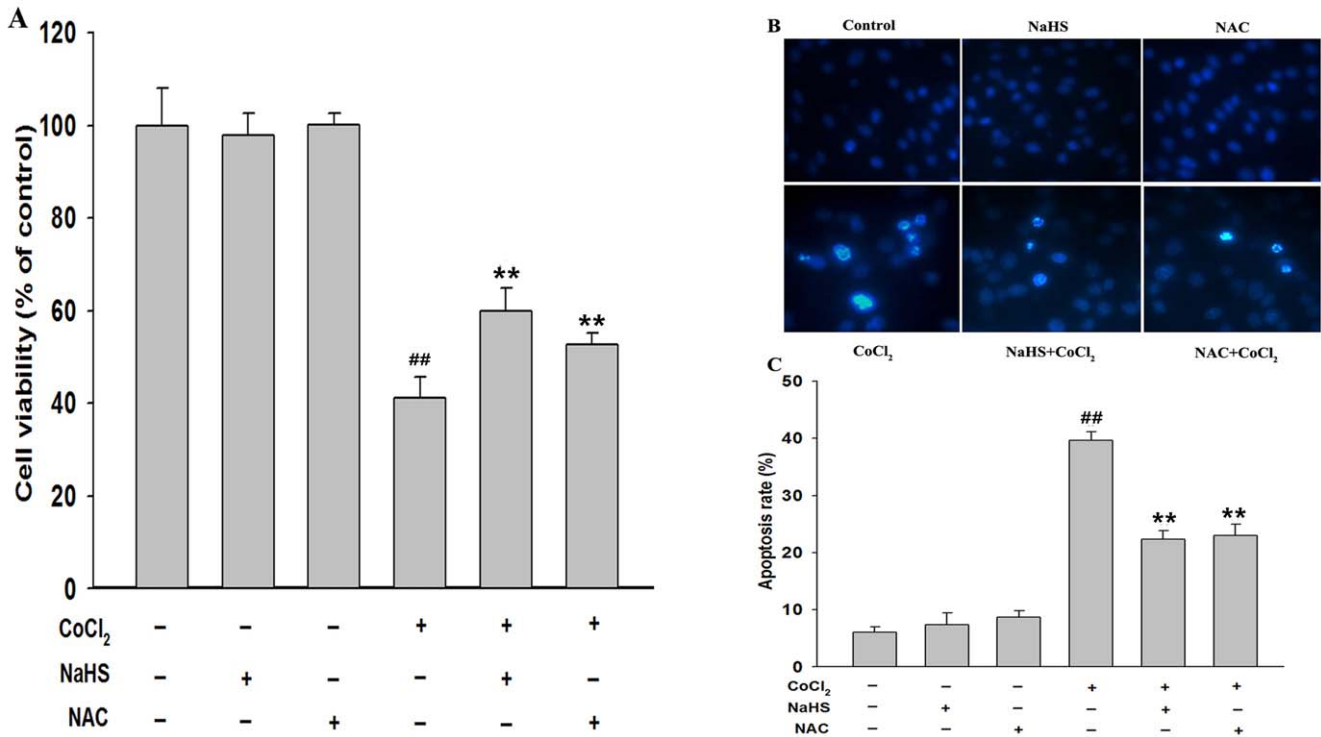 A
Cell viability (% of control)
120
100
80
60
40
20
0
##
**
**
CoCl2 – – – + + +
NaHS – + – – + –
NAC – – + – – +
B
Control NaHS NAC
CoCl2 NaHS+CoCl2 NAC+CoCl2
C
Apoptosis rate (%)
50
40
30
20
10
0
##
**
**
CoCl2 – – – + + +
NaHS – + – – + –
NAC – – + – – +